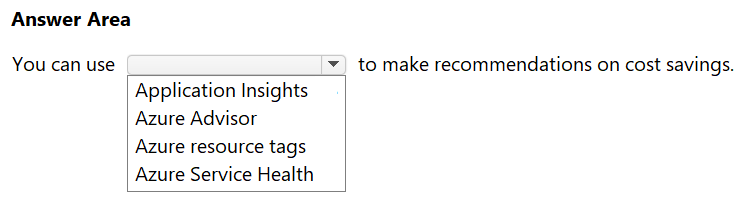 Answer Area
You can use to make recommendations on cost savings.
Application Insights
Azure Advisor
Azure resource tags
Azure Service Health